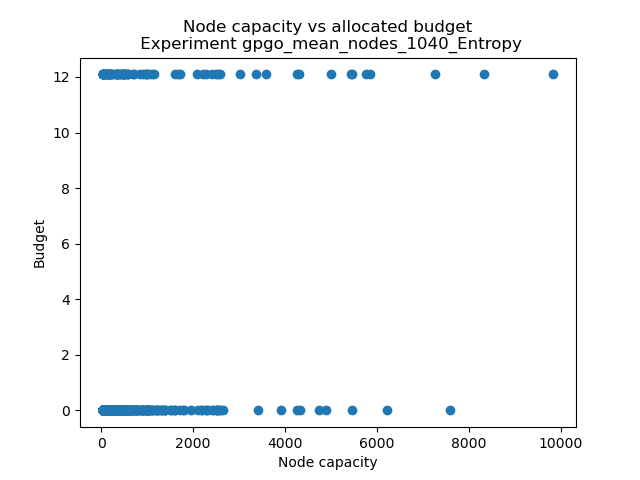 Node capacity vs allocated budget
Experiment gpgo_mean_nodes_1040_Entropy
12
10
8
6
4
2
0
Budget
0 2000 4000 6000 8000 10000
Node capacity